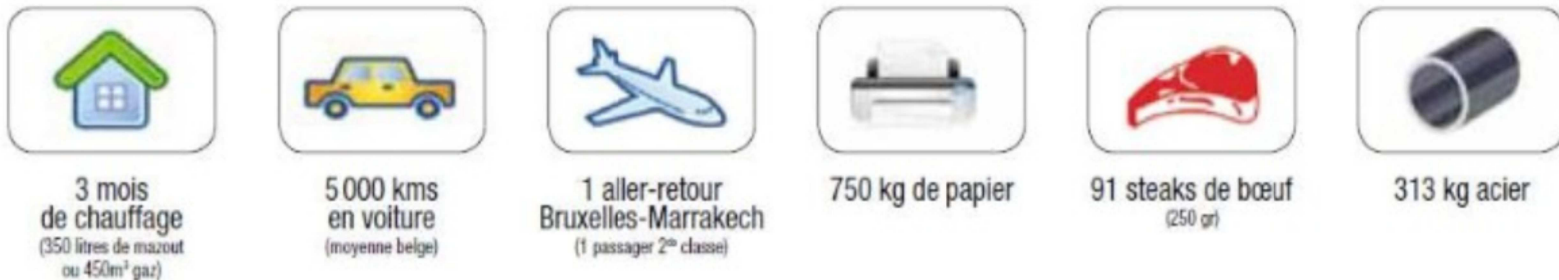 3 mois
de chauffage
(350 litres de mazout
ou 450m³ gaz)
5 000 kms
en voiture
(moyenne belge)
1 aller-retour
Bruxelles-Marrakech
(1 passager 2de classe)
750 kg de papier
91 steaks de bœuf
(250 gr)
313 kg acier